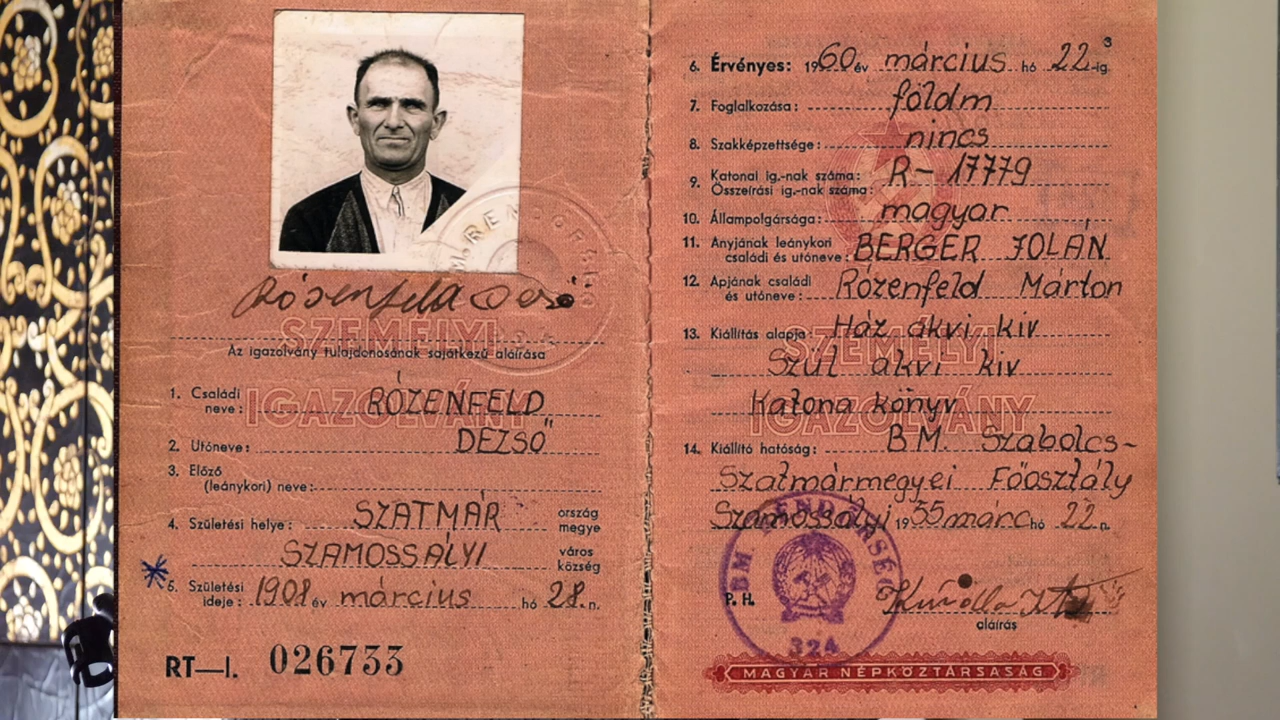 Rósenfeld Dezső
SZEMÉLYI
Az igazolvány tulajdonosának sajátkezű aláírása
IGAZOLVÁNY
1. Családi neve: RÓZENFELD
2. Utóneve: DEZSŐ
3. Előző (leánykori) neve:
4. Születési helye: SZATMÁR ország megye
SZAMOSSÁLYI város község
5. Születési ideje: 1908 év március hó 28.n.
RT—I. 026733
3
6. Érvényes: 1960 év március hó 22-ig
7. Foglalkozása: földm
8. Szakképzettsége: nincs
9. Katonai ig.-nak száma: Összeírási ig.-nak száma: R-17779
10. Állampolgársága: magyar
11. Anyjának leánykori családi és utóneve: BERGER JOLÁN
12. Apjának családi és utóneve: Rózenfeld Márton
13. Kiállítás alapja Ház akvi kiv
SZEMÉLYI
Szül akvi kiv
IGAZOLVÁNY
Katona könyv
14. Kiállító hatóság: B.M. Szabolcs-
Szatmármegyei Főosztály
Szamossályi 1955 márc hó 22.n.
BM RENDŐRSÉG
P. H.
324
aláírás
MAGYAR NÉPKÖZTÁRSASÁG